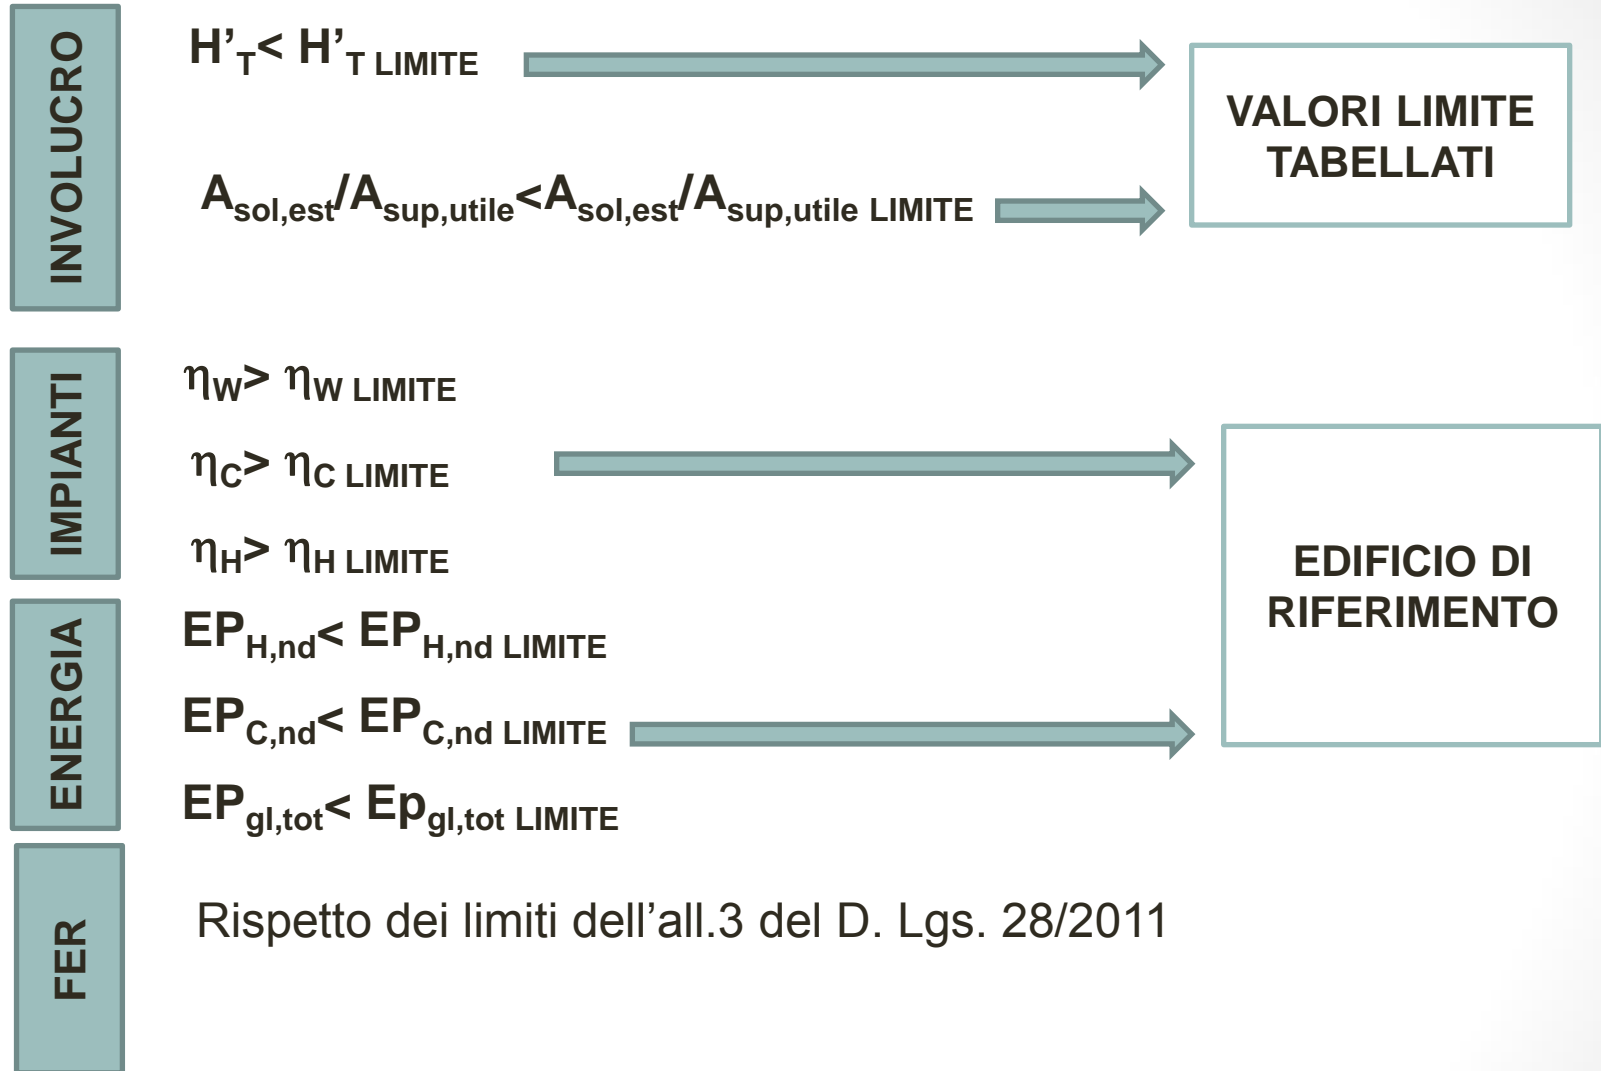 INVOLUCRO
H’T< H’T LIMITE
Asol,est/Asup,utile<Asol,est/Asup,utile LIMITE
VALORI LIMITE
TABELLATI
IMPIANTI
ηW> ηW LIMITE
ηC> ηC LIMITE
ηH> ηH LIMITE
ENERGIA
EPH,nd< EPH,nd LIMITE
EPC,nd< EPC,nd LIMITE
EPgl,tot< Epgl,tot LIMITE
EDIFICIO DI
RIFERIMENTO
FER
Rispetto dei limiti dell’all.3 del D. Lgs. 28/2011